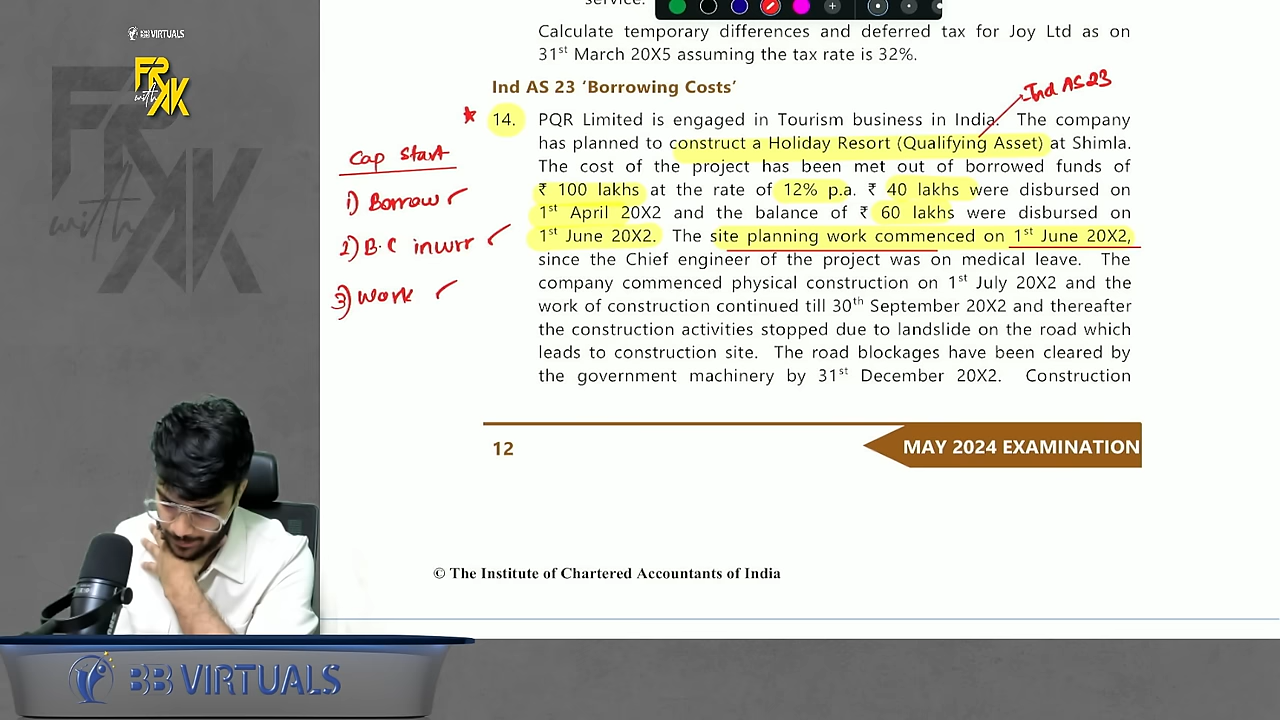 BB VIRTUALS
FR
with
AK
FR
with
AK
service.
Calculate temporary differences and deferred tax for Joy Ltd as on
31st March 20X5 assuming the tax rate is 32%.
Ind AS 23 'Borrowing Costs'
Ind AS 23
14. PQR Limited is engaged in Tourism business in India. The company
has planned to construct a Holiday Resort (Qualifying Asset) at Shimla.
The cost of the project has been met out of borrowed funds of
₹ 100 lakhs at the rate of 12% p.a. ₹ 40 lakhs were disbursed on
1st April 20X2 and the balance of ₹ 60 lakhs were disbursed on
1st June 20X2. The site planning work commenced on 1st June 20X2,
since the Chief engineer of the project was on medical leave. The
company commenced physical construction on 1st July 20X2 and the
work of construction continued till 30th September 20X2 and thereafter
the construction activities stopped due to landslide on the road which
leads to construction site. The road blockages have been cleared by
the government machinery by 31st December 20X2. Construction
Cap start
1) Borrow
2) B.C incurr
3) Work
12
MAY 2024 EXAMINATION
© The Institute of Chartered Accountants of India
BB VIRTUALS